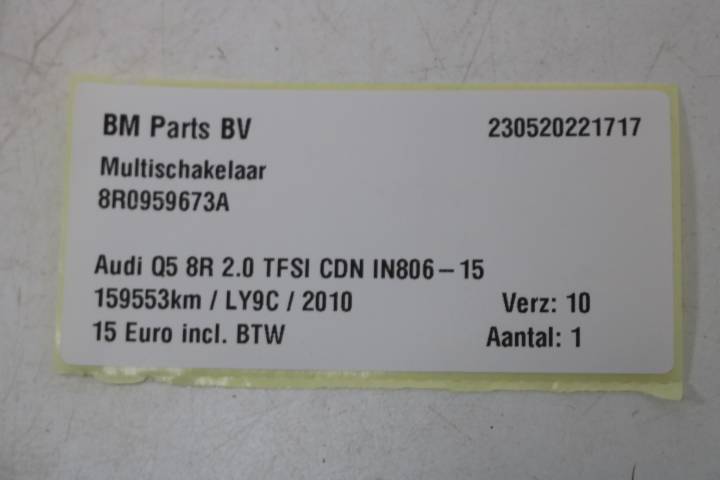 BM Parts BV 230520221717
Multischakelaar
8R0959673A
Audi Q5 8R 2.0 TFSI CDN IN806-15
159553km / LY9C / 2010 Verz: 10
15 Euro incl. BTW Aantal: 1